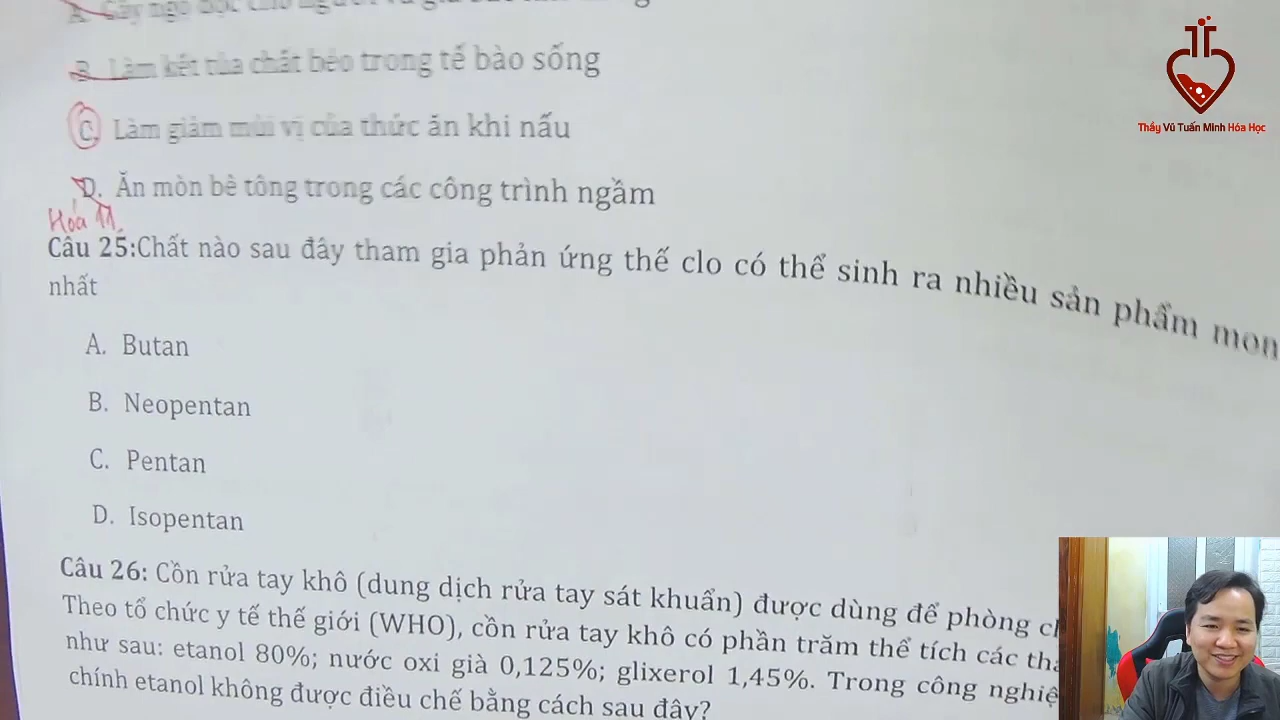 B. Làm kết tủa chất béo trong tế bào sống
Thầy Vũ Tuấn Minh Hóa Học
C. Làm giảm mùi vị của thức ăn khi nấu
D. Ăn mòn bê tông trong các công trình ngầm
Hóa 11.
Câu 25:Chất nào sau đây tham gia phản ứng thế clo có thể sinh ra nhiều sản phẩm mon
nhất
A. Butan
B. Neopentan
C. Pentan
D. Isopentan
Câu 26: Cồn rửa tay khô (dung dịch rửa tay sát khuẩn) được dùng để phòng
Theo tổ chức y tế thế giới (WHO), cồn rửa tay khô có phần trăm thể tích các
như sau: etanol 80%; nước oxi già 0,125%; glixerol 1,45%. Trong công
chính etanol không được điều chế bằng cách sau đây?